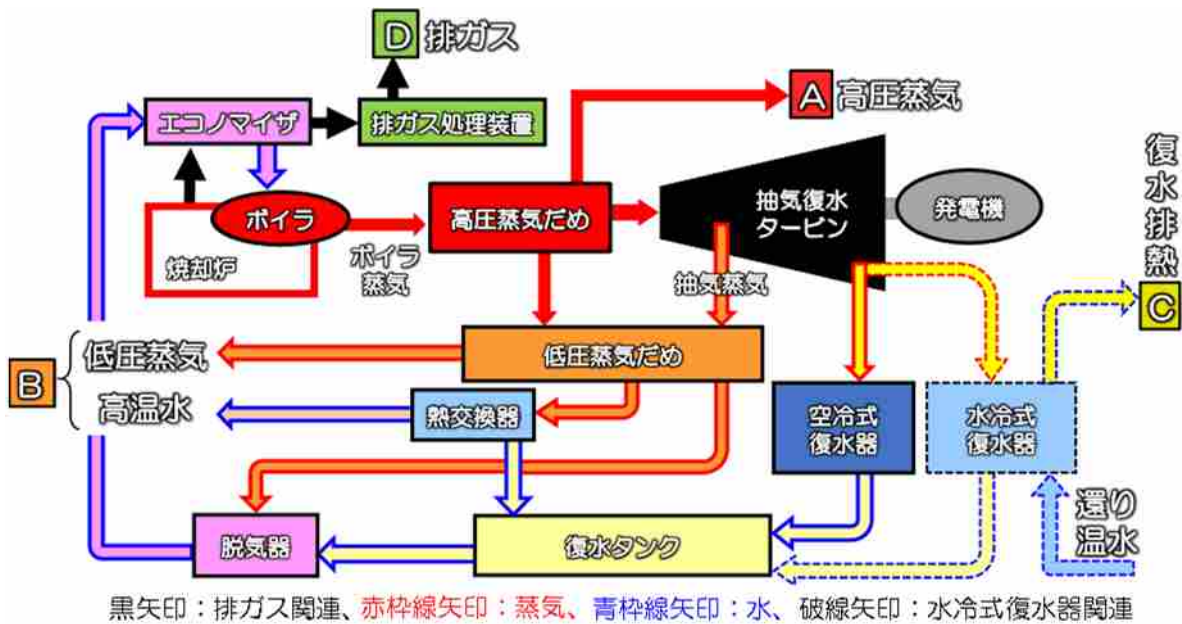 D 排ガス
エコノマイザ
排ガス処理装置
A 高圧蒸気
ボイラ
焼却炉
ボイラ
蒸気
高圧蒸気だめ
抽気復水
タービン
発電機
復水排熱
C
抽気蒸気
低圧蒸気だめ
B
低圧蒸気
高温水
熱交換器
空冷式
復水器
水冷式
復水器
還り
温水
脱気器
復水タンク
黒矢印：排ガス関連、赤枠線矢印：蒸気、青枠線矢印：水、破線矢印：水冷式復水器関連